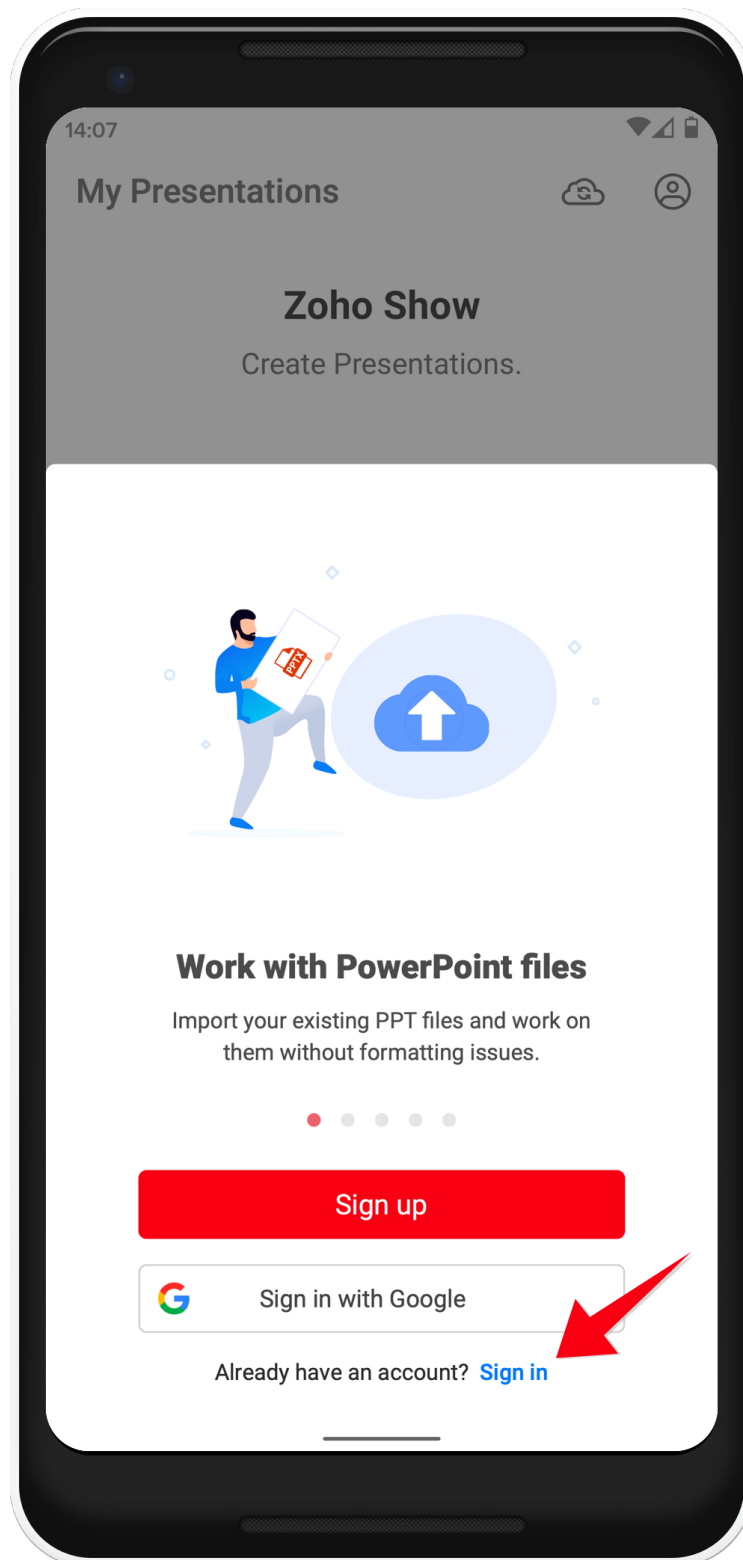 14:07
My Presentations
Zoho Show
Create Presentations.
PPTX
Work with PowerPoint files
Import your existing PPT files and work on
them without formatting issues.
Sign up
Sign in with Google
Already have an account? Sign in